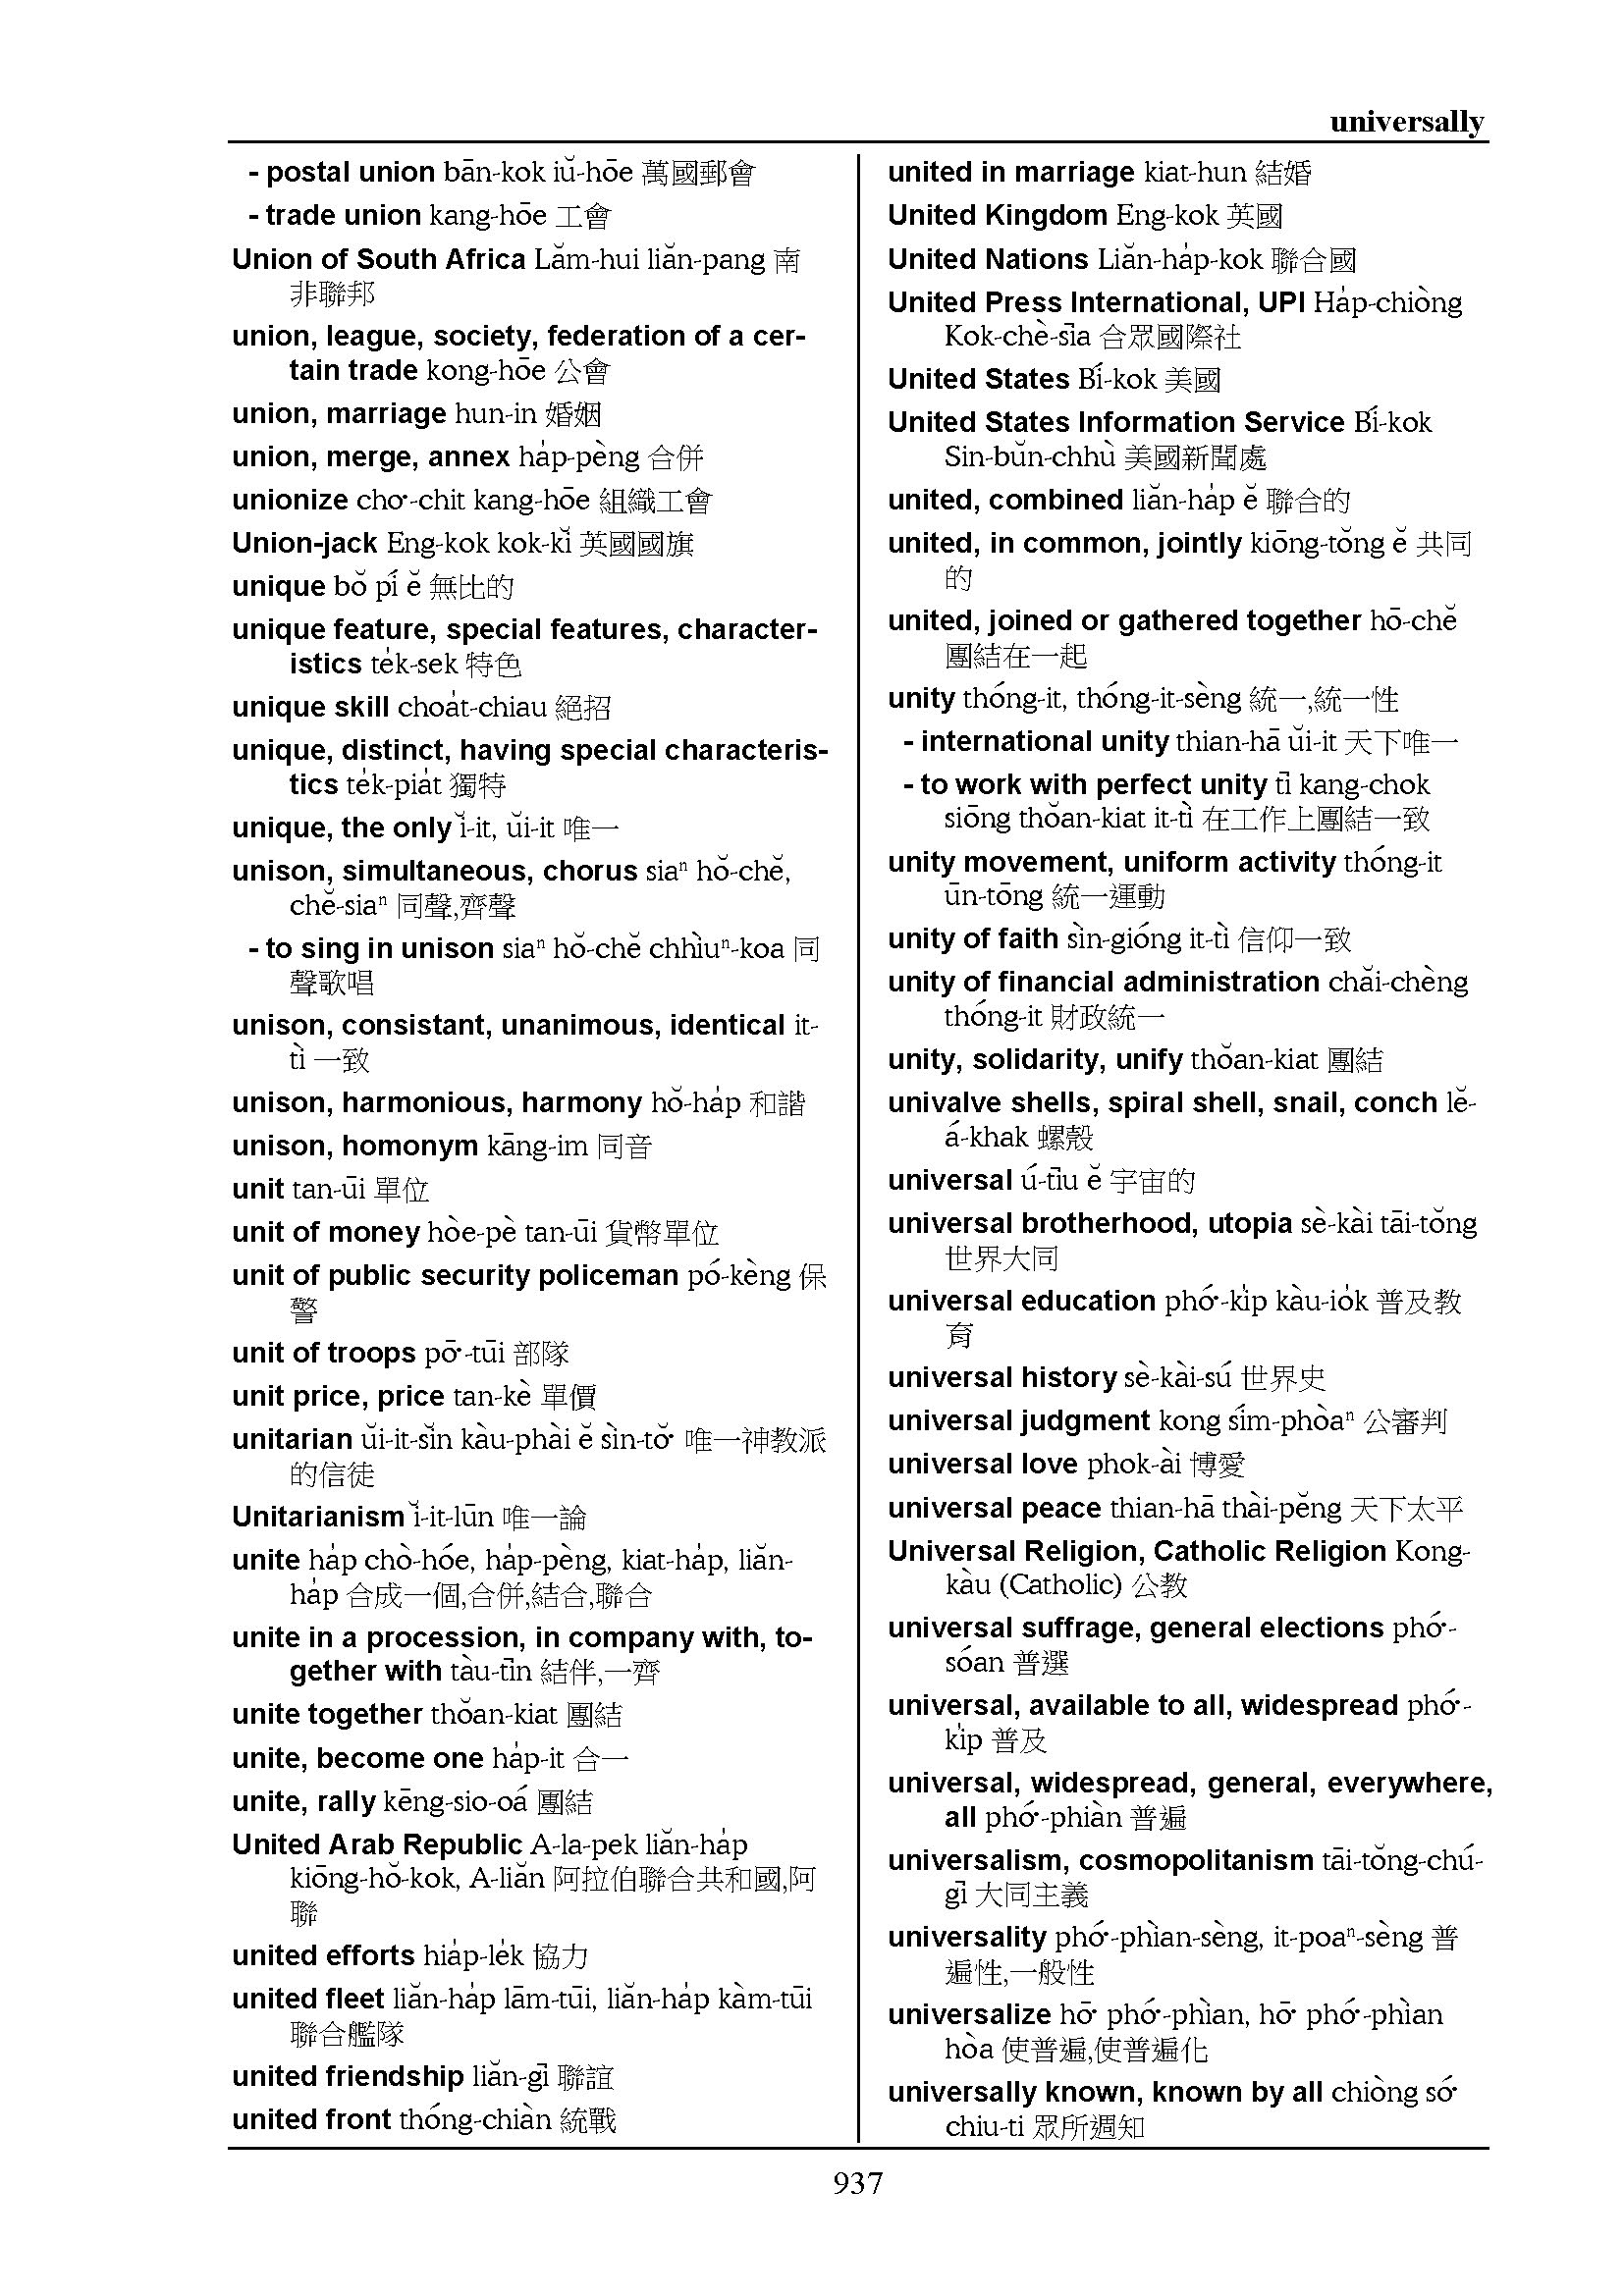 universally
- postal union bān-kok iŭ-hōe 萬國郵會
- trade union kang-hōe 工會
Union of South Africa Lăm-hui liăn-pang 南
非聯邦
union, league, society, federation of a cer-
tain trade kong-hōe 公會
union, marriage hun-in 婚姻
union, merge, annex ha̍p-pèng 合併
unionize cho͘-chit kang-hōe 組織工會
Union-jack Eng-kok kok-kĭ 英國國旗
unique bŏ pí ĕ 無比的
unique feature, special features, character-
istics te̍k-sek 特色
unique skill choa̍t-chiau 絕招
unique, distinct, having special characteris-
tics te̍k-pia̍t 獨特
unique, the only ĭ-it, ŭi-it 唯一
unison, simultaneous, chorus siaⁿ hŏ-chĕ,
chĕ-siaⁿ 同聲,齊聲
- to sing in unison siaⁿ hŏ-chĕ chhìuⁿ-koa 同
聲歌唱
unison, consistant, unanimous, identical it-
tì 一致
unison, harmonious, harmony hŏ-ha̍p 和諧
unison, homonym kāng-im 同音
unit tan-ūi 單位
unit of money hòe-pè tan-ūi 貨幣單位
unit of public security policeman pó-kèng 保
警
unit of troops pō͘-tūi 部隊
unit price, price tan-kè 單價
unitarian ŭi-it-sĭn kàu-phài ĕ sìn-tŏ͘ 唯一神教派
的信徒
Unitarianism ĭ-it-lūn 唯一論
unite ha̍p chò-hóe, ha̍p-pèng, kiat-ha̍p, liăn-
ha̍p 合成一個,合併,結合,聯合
unite in a procession, in company with, to-
gether with tàu-tīn 結伴,一齊
unite together thŏan-kiat 團結
unite, become one ha̍p-it 合一
unite, rally kēng-sio-oá 團結
United Arab Republic A-la-pek liăn-ha̍p
kiōng-hŏ-kok, A-liăn 阿拉伯聯合共和國,阿
聯
united efforts hia̍p-le̍k 協力
united fleet liăn-ha̍p lām-tūi, liăn-ha̍p kàm-tūi
聯合艦隊
united friendship liăn-gī 聯誼
united front thóng-chiàn 統戰
united in marriage kiat-hun 結婚
United Kingdom Eng-kok 英國
United Nations Liăn-ha̍p-kok 聯合國
United Press International, UPI Ha̍p-chiòng
Kok-chè-sīa 合眾國際社
United States Bí-kok 美國
United States Information Service Bí-kok
Sin-bŭn-chhù 美國新聞處
united, combined liăn-ha̍p ĕ 聯合的
united, in common, jointly kiōng-tŏng ĕ 共同
的
united, joined or gathered together hō-chĕ
團結在一起
unity thóng-it, thóng-it-sèng 統一,統一性
- international unity thian-hā ŭi-it 天下唯一
- to work with perfect unity tī kang-chok
siōng thŏan-kiat it-tì 在工作上團結一致
unity movement, uniform activity thóng-it
ūn-tōng 統一運動
unity of faith sìn-gióng it-tì 信仰一致
unity of financial administration chăi-chèng
thóng-it 財政統一
unity, solidarity, unify thŏan-kiat 團結
univalve shells, spiral shell, snail, conch lĕ-
á-khak 螺殼
universal ú-tīu ĕ 宇宙的
universal brotherhood, utopia sè-kài tāi-tŏng
世界大同
universal education phó͘-ki̍p kàu-io̍k 普及教
育
universal history sè-kài-sú 世界史
universal judgment kong sím-phòaⁿ 公審判
universal love phok-ài 博愛
universal peace thian-hā thài-pĕng 天下太平
Universal Religion, Catholic Religion Kong-
kàu (Catholic) 公教
universal suffrage, general elections phó͘-
sóan 普選
universal, available to all, widespread phó͘-
ki̍p 普及
universal, widespread, general, everywhere,
all phó͘-phiàn 普遍
universalism, cosmopolitanism tāi-tŏng-chú-
gī 大同主義
universality phó͘-phìan-sèng, it-poaⁿ-sèng 普
遍性,一般性
universalize hō͘ phó͘-phìan, hō͘ phó͘-phìan
hòa 使普遍,使普遍化
universally known, known by all chiòng só͘
chiu-ti 眾所週知
937